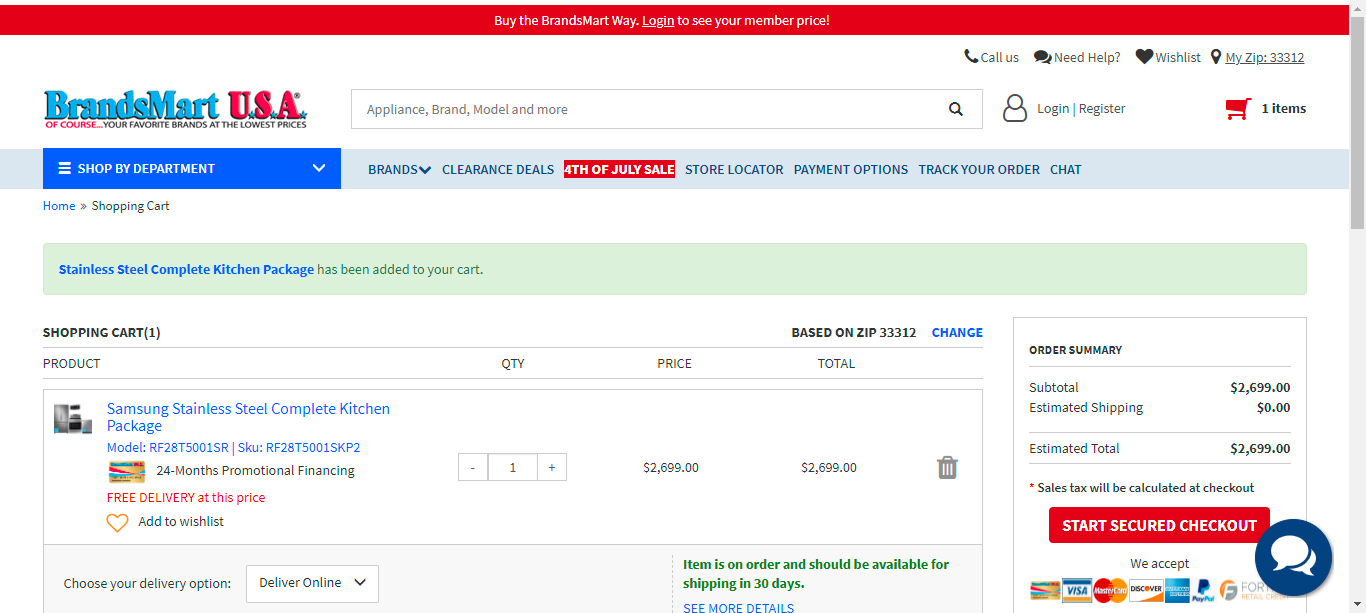 Buy the BrandsMart Way. Login to see your member price!
Call us Need Help? Wishlist My Zip: 33312
BrandsMart U.S.A.®
OF COURSE...YOUR FAVORITE BRANDS AT THE LOWEST PRICES
Appliance, Brand, Model and more
Login | Register
1 items
SHOP BY DEPARTMENT
BRANDS CLEARANCE DEALS 4TH OF JULY SALE STORE LOCATOR PAYMENT OPTIONS TRACK YOUR ORDER CHAT
Home » Shopping Cart
Stainless Steel Complete Kitchen Package has been added to your cart.
SHOPPING CART(1)
BASED ON ZIP 33312 CHANGE
PRODUCT QTY PRICE TOTAL
Samsung Stainless Steel Complete Kitchen
Package
Model: RF28T5001SR | Sku: RF28T5001SKP2
24-Months Promotional Financing
FREE DELIVERY at this price
Add to wishlist
- 1 + $2,699.00 $2,699.00
Choose your delivery option: Deliver Online
Item is on order and should be available for
shipping in 30 days.
SEE MORE DETAILS
ORDER SUMMARY
Subtotal $2,699.00
Estimated Shipping $0.00
Estimated Total $2,699.00
* Sales tax will be calculated at checkout
START SECURED CHECKOUT
We accept
VISA MasterCard DISCOVER PayPal